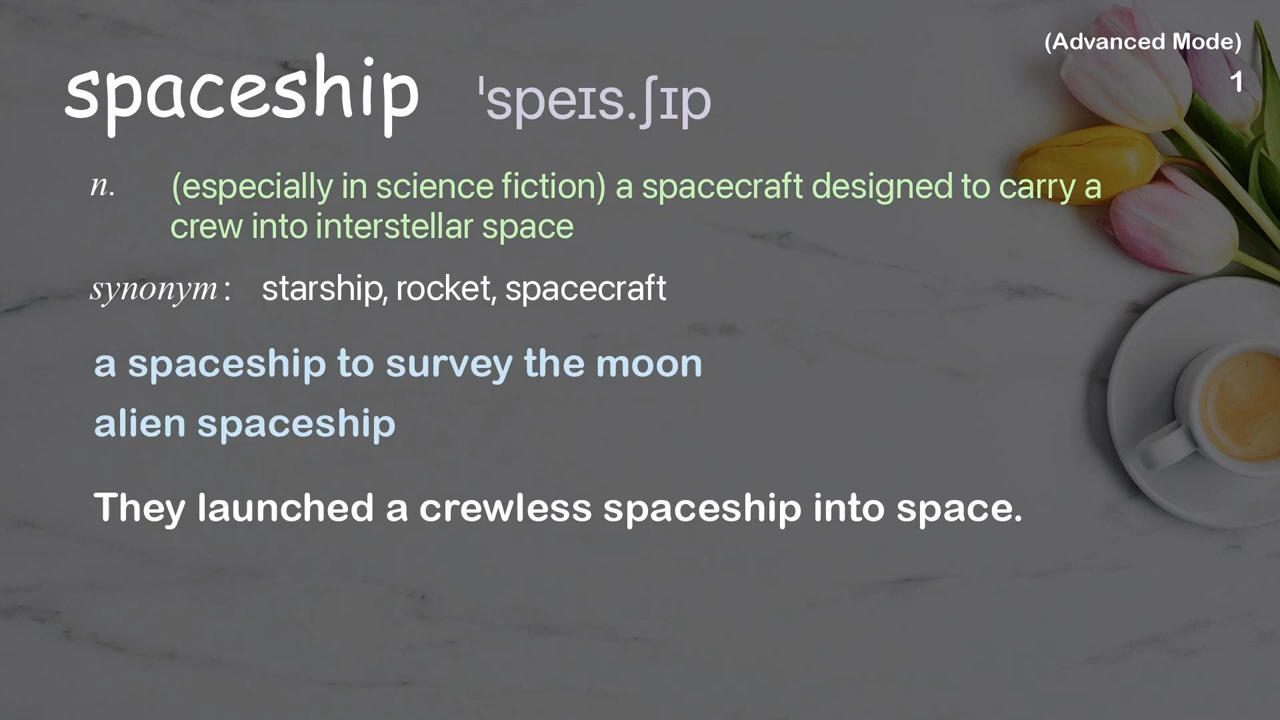 (Advanced Mode)
1
spaceship ˈspeɪs.ʃɪp
n. (especially in science fiction) a spacecraft designed to carry a
crew into interstellar space
synonym: starship, rocket, spacecraft
a spaceship to survey the moon
alien spaceship
They launched a crewless spaceship into space.